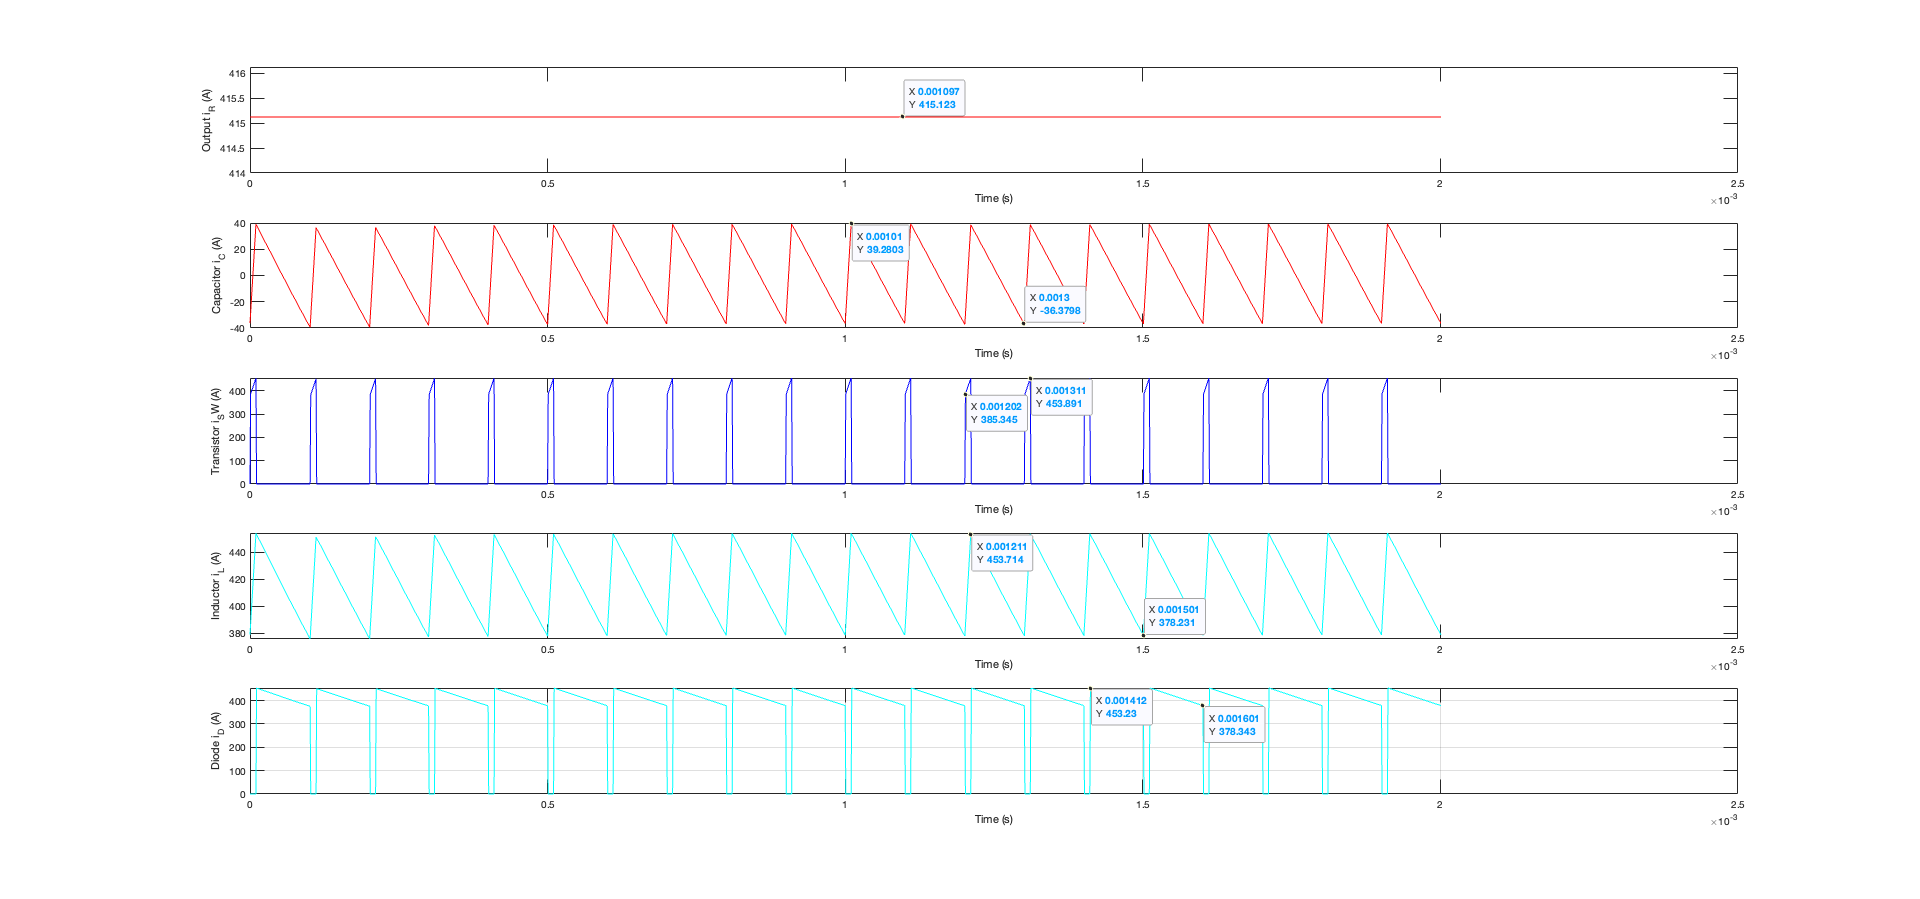 Output i_R (A)
416
415.5
415
414.5
414
X 0.001097
Y 415.123
0 0.5 1 1.5 2 2.5
Time (s)
×10^-3
Capacitor i_C (A)
40
20
0
-20
-40
X 0.00101
Y 39.2803
X 0.0013
Y -36.3798
0 0.5 1 1.5 2 2.5
Time (s)
×10^-3
Transistor i_SW (A)
400
300
200
100
0
X 0.001311
Y 453.891
X 0.001202
Y 385.345
0 0.5 1 1.5 2 2.5
Time (s)
×10^-3
Inductor i_L (A)
440
420
400
380
X 0.001211
Y 453.714
X 0.001501
Y 378.231
0 0.5 1 1.5 2 2.5
Time (s)
×10^-3
Diode i_D (A)
400
300
200
100
0
X 0.001412
Y 453.23
X 0.001601
Y 378.343
0 0.5 1 1.5 2 2.5
Time (s)
×10^-3